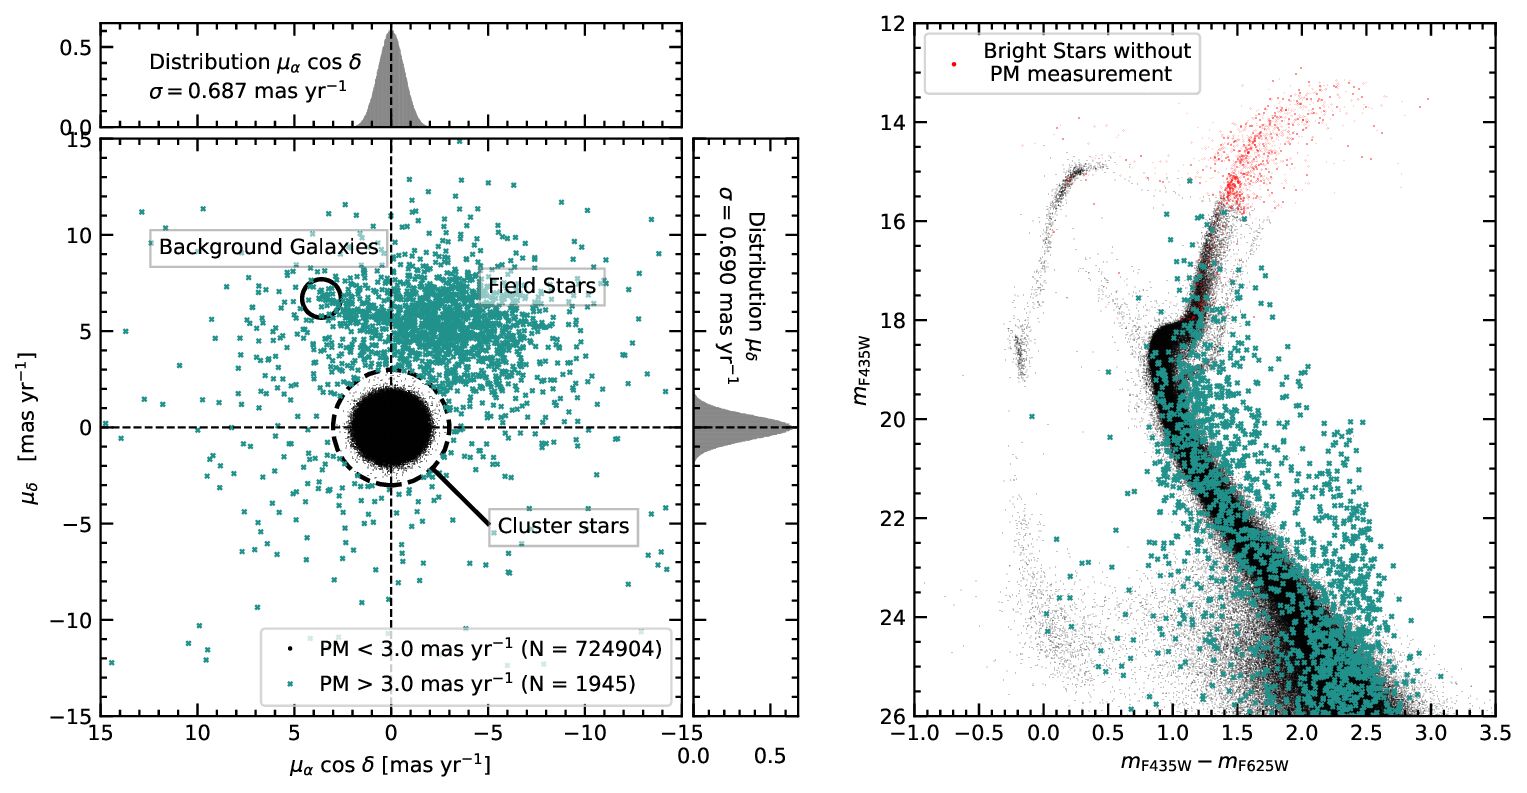 0.5
0.0
Distribution μα cos δ
σ = 0.687 mas yr⁻¹
15
10
5
0
−5
−10
−15
μδ [mas yr⁻¹]
Background Galaxies
Field Stars
Cluster stars
PM < 3.0 mas yr⁻¹ (N = 724904)
PM > 3.0 mas yr⁻¹ (N = 1945)
15
10
5
0
−5
−10
−15
μα cos δ [mas yr⁻¹]
Distribution μδ
σ = 0.690 mas yr⁻¹
0.0
0.5
12
14
16
18
20
22
24
26
mF435W
Bright Stars without
PM measurement
−1.0
−0.5
0.0
0.5
1.0
1.5
2.0
2.5
3.0
3.5
mF435W − mF625W